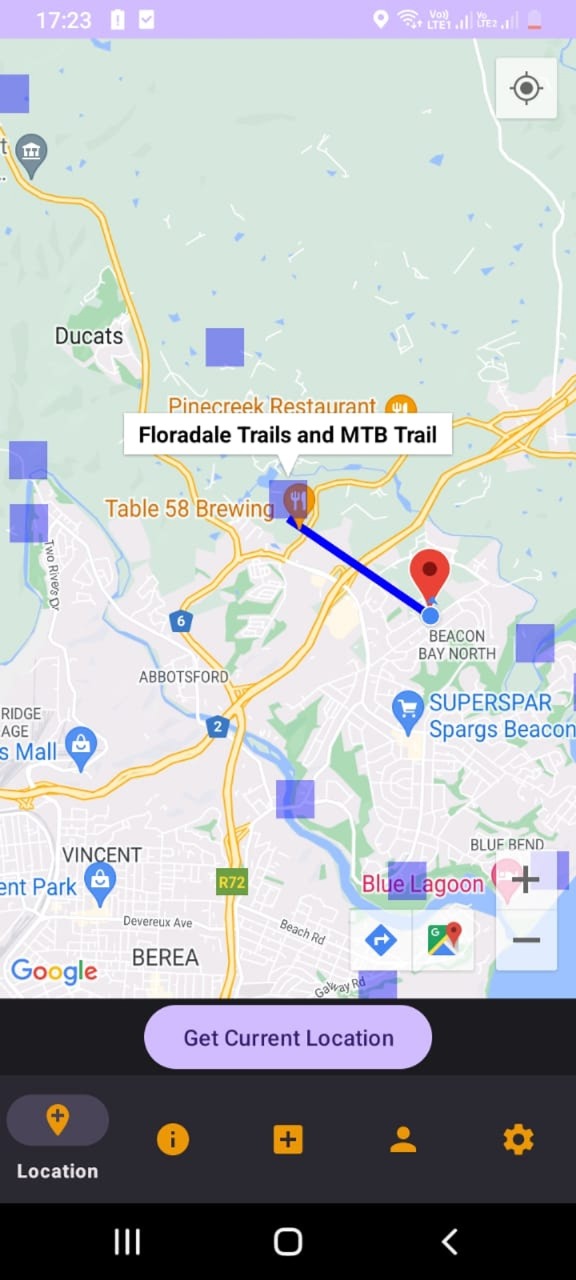 17:23
Vo)) LTE1
Vo LTE2
t
..
Ducats
Pinecreek Restaurant
Floradale Trails and MTB Trail
Table 58 Brewing
Two Rivers Dr
6
BEACON
BAY NORTH
ABBOTSFORD
SUPERSPAR
Spargs Beacon
RIDGE
AGE
s Mall
2
VINCENT
ent Park
R72
BLUE BEND
Blue Lagoon
+
Devereux Ave
Beach Rd
BEREA
G
−
Google
Galway Rd
Get Current Location
Location